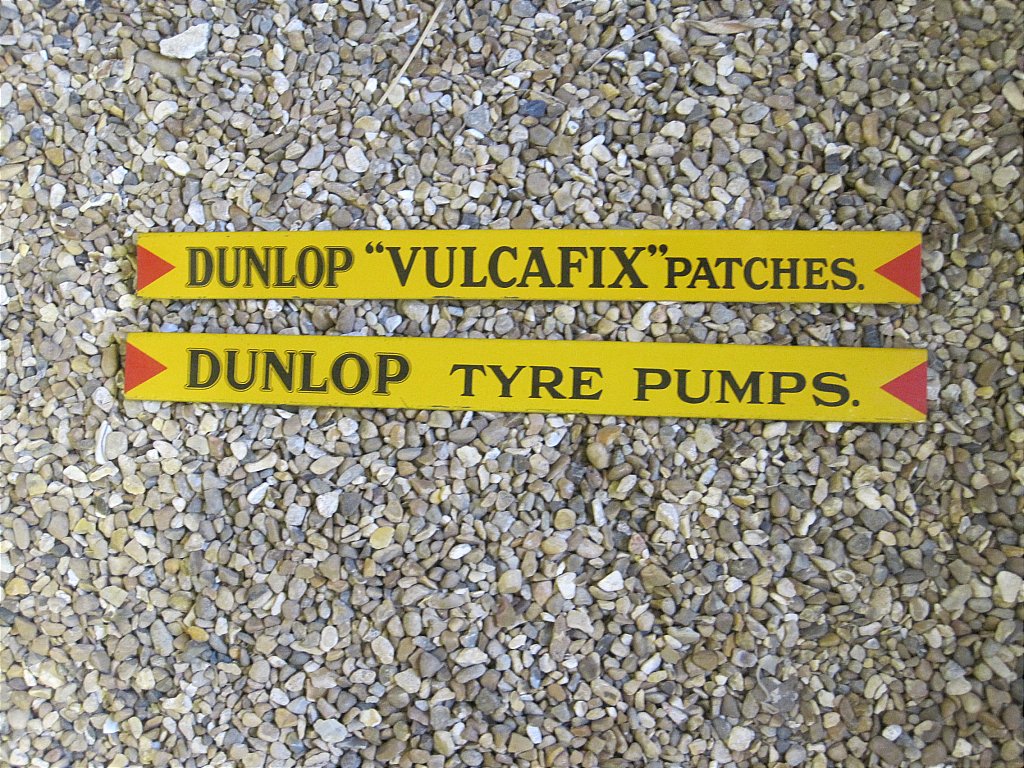 DUNLOP “VULCAFIX” PATCHES.
DUNLOP TYRE PUMPS.